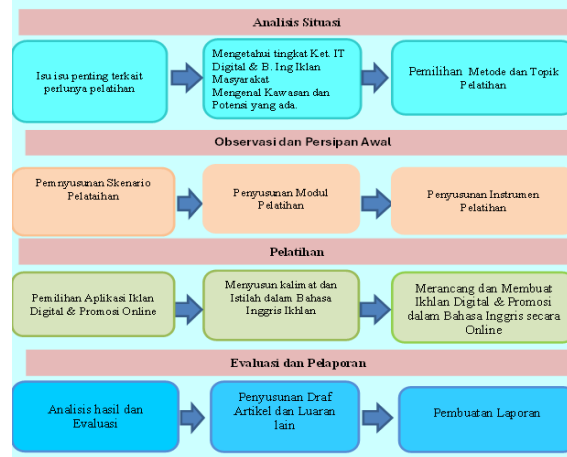 Analisis Situasi
Isu isu penting terkait
perlunya pelatihan
Mengetahui tingkat Ket. IT
Digital & B. Ing Iklan
Masyarakat
Mengenal Kawasan dan
Potensi yang ada.
Pemilihan Metode dan Topik
Pelatihan
Observasi dan Persipan Awal
Pemnyusunan Skenario
Pelataihan
Penyusunan Modul
Pelatihan
Penyusunan Instrumen
Pelatihan
Pelatihan
Pemilihan Aplikasi Iklan
Digital & Promosi Online
Menyusun kalimat dan
Istilah dalam Bahasa
Inggris Ikhlan
Merancang dan Membuat
Ikhlan Digital & Promosi
dalam Bahasa Inggris secara
Online
Evaluasi dan Pelaporan
Analisis hasil dan
Evaluasi
Penyusunan Draf
Artikel dan Luaran
lain
Pembuatan Laporan